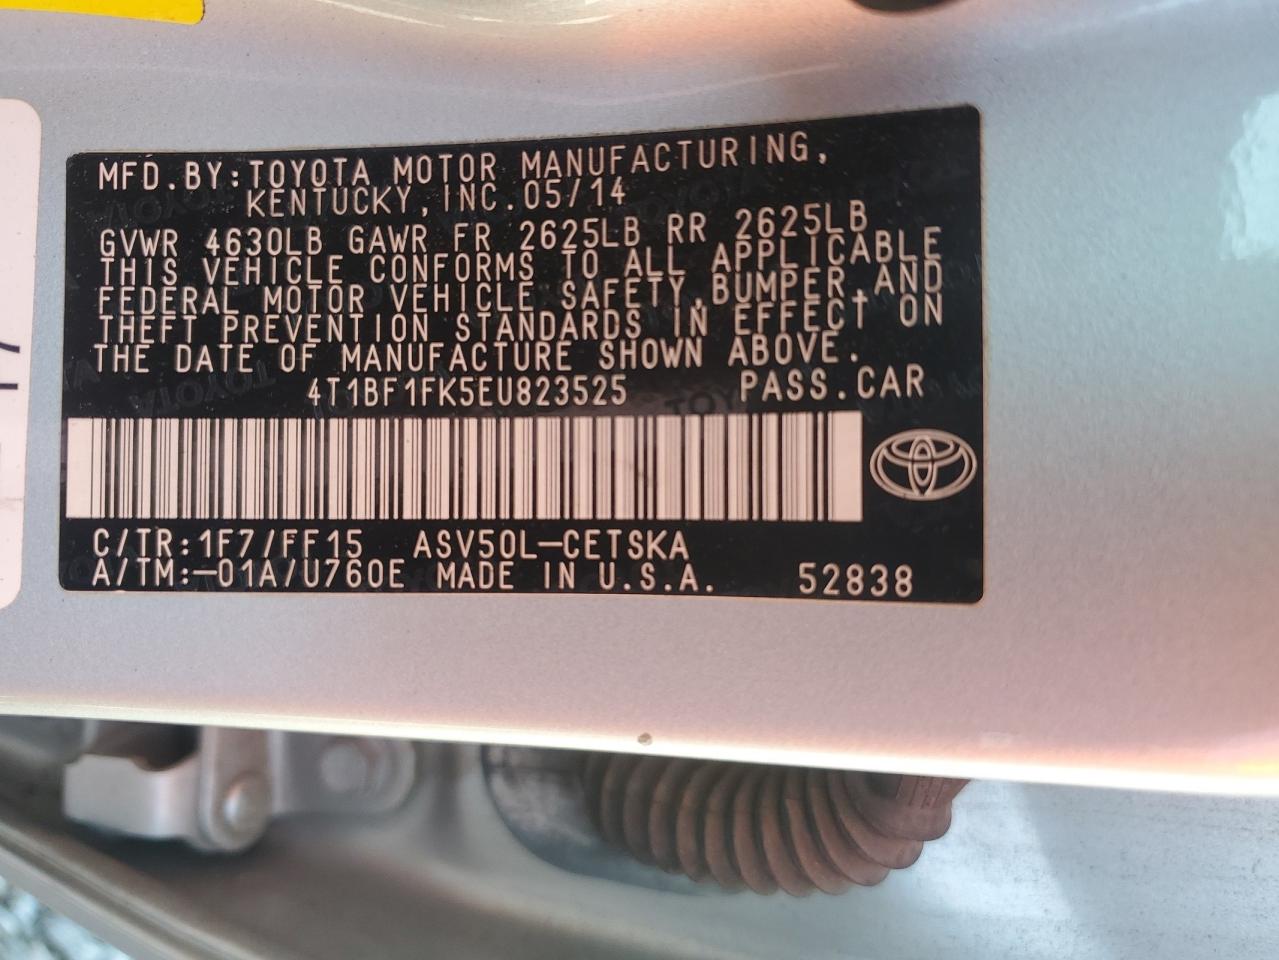 MFD.BY:TOYOTA MOTOR MANUFACTURING,
KENTUCKY,INC.05/14
GVWR 4630LB GAWR FR 2625LB RR 2625LB
THIS VEHICLE CONFORMS TO ALL APPLICABLE
FEDERAL MOTOR VEHICLE SAFETY,BUMPER,AND
THEFT PREVENTION STANDARDS IN EFFECT ON
THE DATE OF MANUFACTURE SHOWN ABOVE.
4T1BF1FK5EU823525 PASS.CAR
C/TR:1F7/FF15 ASV50L-CETSKA
A/TM:-01A/U760E MADE IN U.S.A. 52838